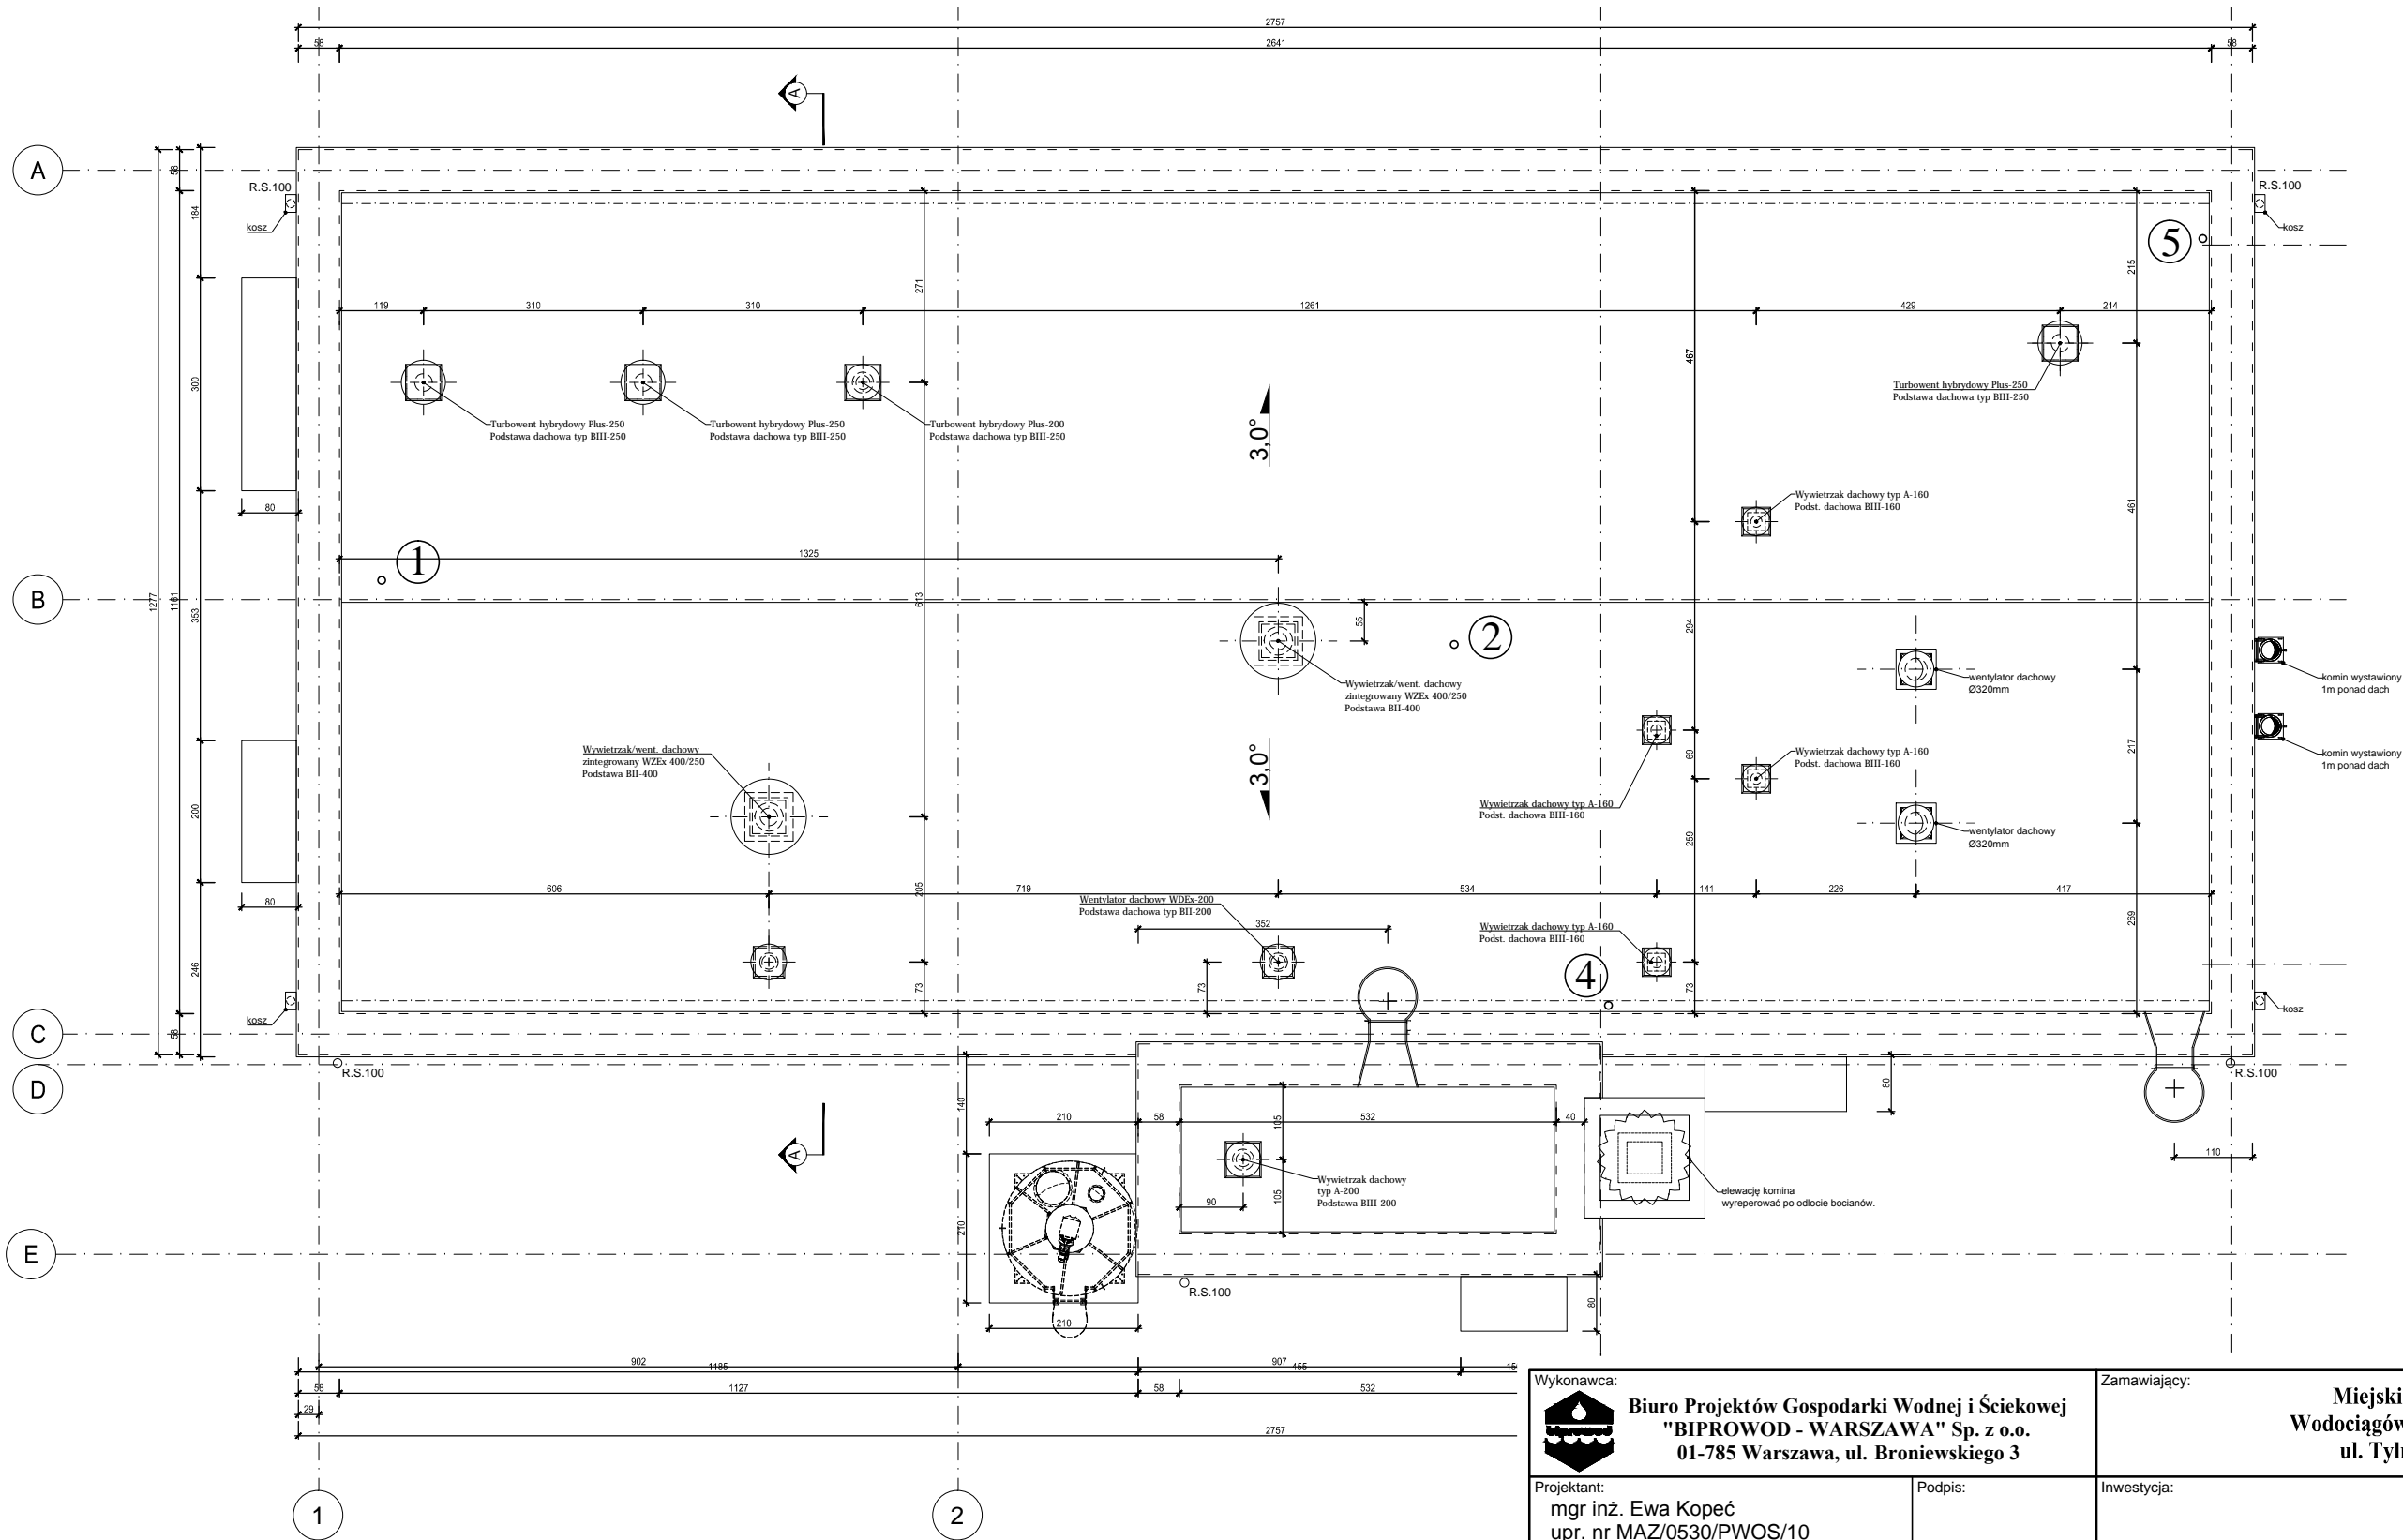 2757
58
2641
58
A
A
R.S.100
kosz
R.S.100
kosz
5
58
184
271
215
119
310
310
1261
429
214
467
300
Turbowent hybrydowy Plus-250
Podstawa dachowa typ BIII-250
Turbowent hybrydowy Plus-250
Podstawa dachowa typ BIII-250
Turbowent hybrydowy Plus-250
Podstawa dachowa typ BIII-250
Turbowent hybrydowy Plus-200
Podstawa dachowa typ BIII-250
3,0°
Wywietrzak dachowy typ A-160
Podst. dachowa BIII-160
461
80
1
1325
B
1277
1161
353
613
55
294
2
Wywietrzak/went. dachowy
zintegrowany WZEx 400/250
Podstawa BII-400
wentylator dachowy
Ø320mm
komin wystawiony
1m ponad dach
komin wystawiony
1m ponad dach
Wywietrzak/went. dachowy
zintegrowany WZEx 400/250
Podstawa BII-400
3,0°
69
217
Wywietrzak dachowy typ A-160
Podst. dachowa BIII-160
Wywietrzak dachowy typ A-160
Podst. dachowa BIII-160
200
259
wentylator dachowy
Ø320mm
606
719
534
141
226
417
80
205
Wentylator dachowy WDEx-200
Podstawa dachowa typ BII-200
352
Wywietrzak dachowy typ A-160
Podst. dachowa BIII-160
269
246
73
73
4
73
kosz
kosz
C
58
D
R.S.100
R.S.100
140
210
58
532
105
40
80
A
110
Wywietrzak dachowy
typ A-200
Podstawa BIII-200
90
105
elewację komina
wyreperować po odlocie bocianów.
210
E
R.S.100
80
210
902
1185
907
455
15
58
1127
58
532
29
2757
1
2
Wykonawca:
biprowod
Biuro Projektów Gospodarki Wodnej i Ściekowej
"BIPROWOD - WARSZAWA" Sp. z o.o.
01-785 Warszawa, ul. Broniewskiego 3
Zamawiający:
Miejski
Wodociągów
ul. Tyl
Projektant:
mgr inż. Ewa Kopeć
upr. nr MAZ/0530/PWOS/10
Podpis:
Inwestycja: